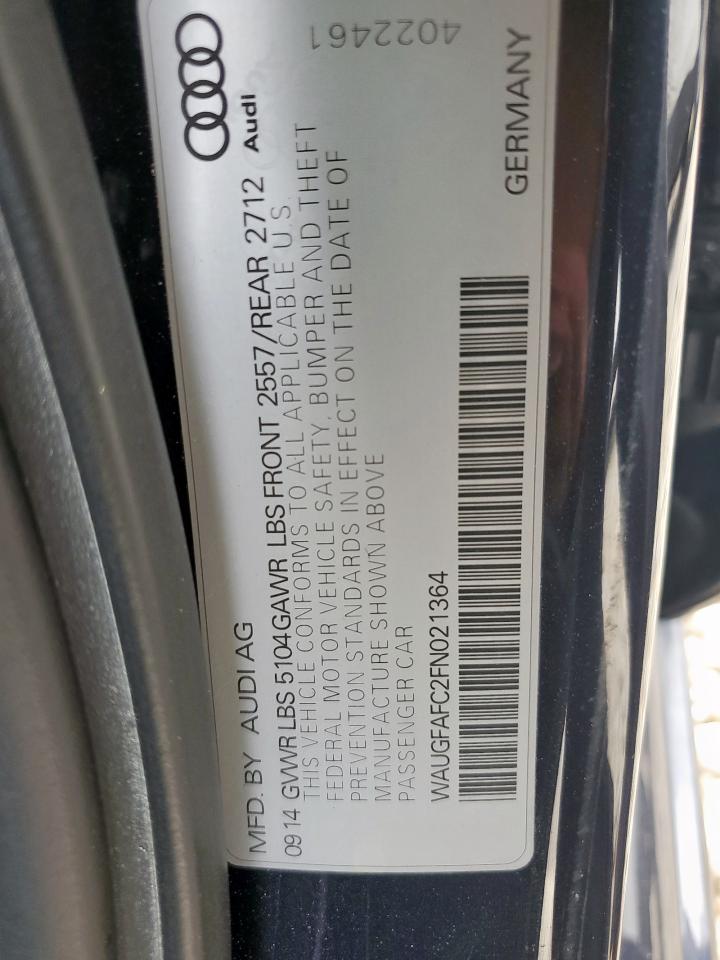 MFD. BY AUDI AG
0914 GVWR LBS 5104 GAWR LBS FRONT 2557/REAR 2712
Audi
THIS VEHICLE CONFORMS TO ALL APPLICABLE U.S.
FEDERAL MOTOR VEHICLE SAFETY, BUMPER AND THEFT
PREVENTION STANDARDS IN EFFECT ON THE DATE OF
MANUFACTURE SHOWN ABOVE
PASSENGER CAR
WAUGFAFC2FN021364
GERMANY
4022461